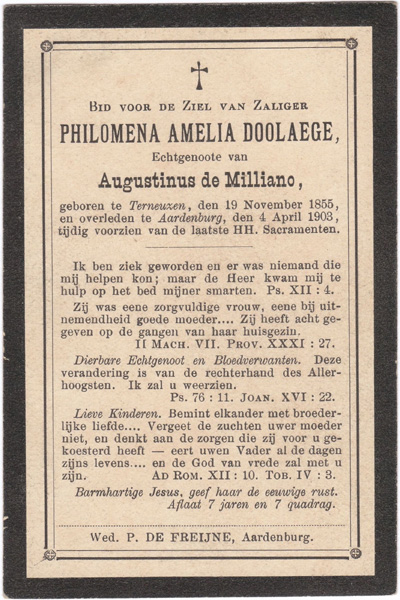 BID VOOR DE ZIEL VAN ZALIGER
PHILOMENA AMELIA DOOLAEGE,
Echtgenoote van
Augustinus de Milliano,
geboren te Terneuzen, den 19 November 1855,
en overleden te Aardenburg, den 4 April 1903,
tijdig voorzien van de laatste HH. Sacramenten.
Ik ben ziek geworden en er was niemand die
mij helpen kon; maar de Heer kwam mij te
hulp op het bed mijner smarten. Ps. XII : 4.
Zij was eene zorgvuldige vrouw, eene bij uit-
nemendheid goede moeder.... Zij heeft acht ge-
geven op de gangen van haar huisgezin.
II MACH. VII. PROV. XXXI : 27.
Dierbare Echtgenoot en Bloedverwanten. Deze
verandering is van de rechterhand des Aller-
hoogsten. Ik zal u weerzien.
Ps. 76 : 11. JOAN. XVI : 22.
Lieve Kinderen. Bemint elkander met broeder-
lijke liefde.... Vergeet de zuchten uwer moeder
niet, en denkt aan de zorgen die zij voor u ge-
koesterd heeft — eert uwen Vader al de dagen
zijns levens.... en de God van vrede zal met u
zijn. AD ROM. XII : 10. TOB. IV : 3.
Barmhartige Jesus, geef haar de eeuwige rust.
Aflaat 7 jaren en 7 quadrag.
Wed. P. DE FREIJNE, Aardenburg.